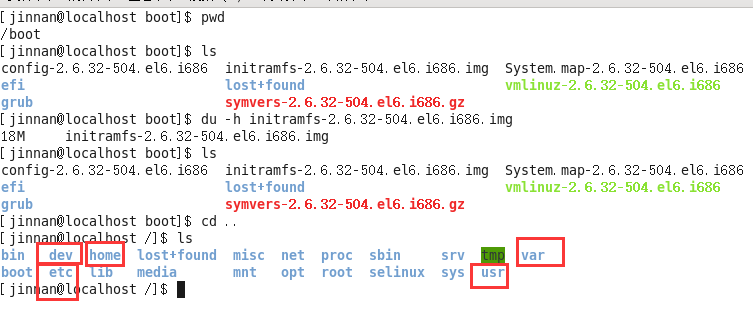 [jinnan@localhost boot]$ pwd
/boot
[jinnan@localhost boot]$ ls
config-2.6.32-504.el6.i686 initramfs-2.6.32-504.el6.i686.img System.map-2.6.32-504.el6.i686
efi lost+found vmlinuz-2.6.32-504.el6.i686
grub symvers-2.6.32-504.el6.i686.gz
[jinnan@localhost boot]$ du -h initramfs-2.6.32-504.el6.i686.img
18M initramfs-2.6.32-504.el6.i686.img
[jinnan@localhost boot]$ ls
config-2.6.32-504.el6.i686 initramfs-2.6.32-504.el6.i686.img System.map-2.6.32-504.el6.i686
efi lost+found vmlinuz-2.6.32-504.el6.i686
grub symvers-2.6.32-504.el6.i686.gz
[jinnan@localhost boot]$ cd ..
[jinnan@localhost /]$ ls
bin dev home lost+found misc net proc sbin srv tmp var
boot etc lib media mnt opt root selinux sys usr
[jinnan@localhost /]$